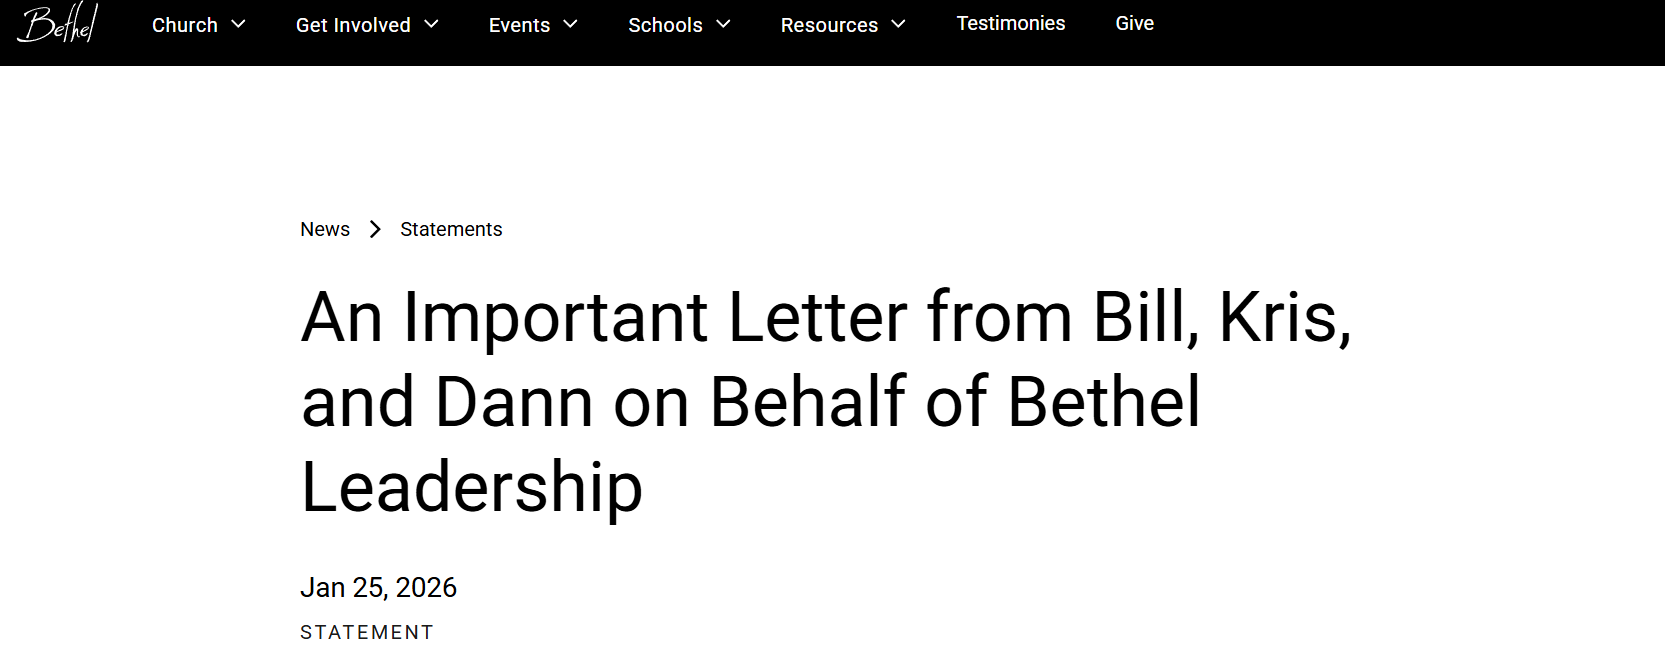 Bethel Church Get Involved Events Schools Resources Testimonies Give
News Statements
An Important Letter from Bill, Kris,
and Dann on Behalf of Bethel
Leadership
Jan 25, 2026
STATEMENT